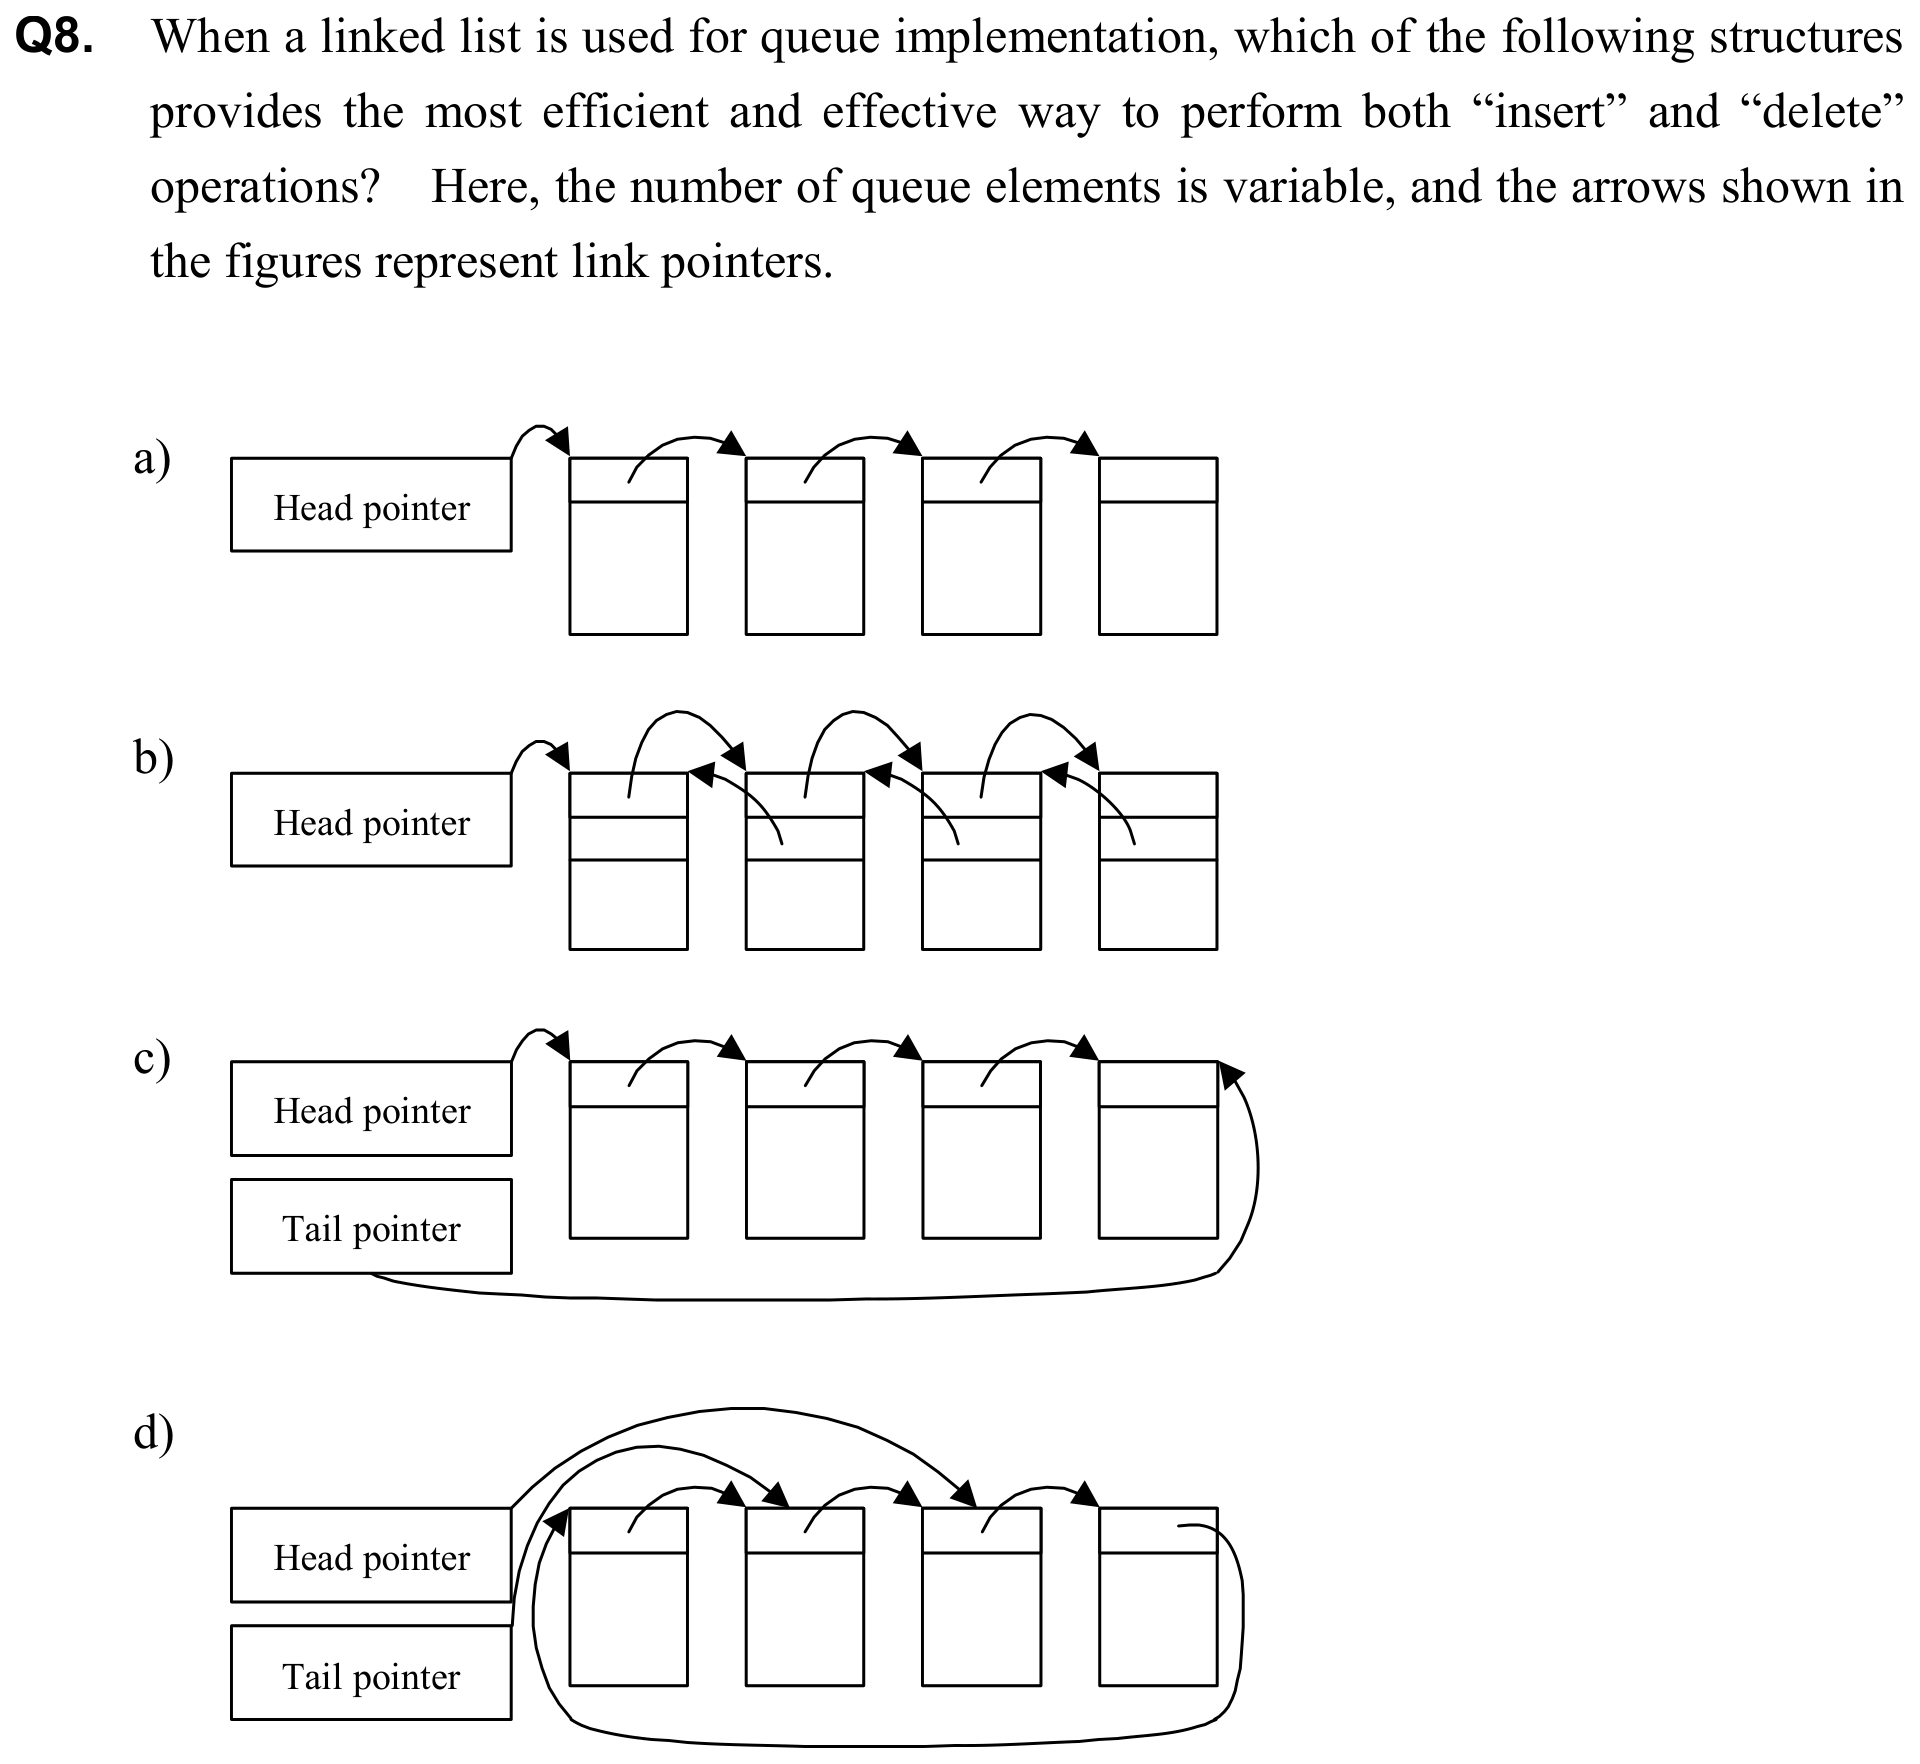 Q8. When a linked list is used for queue implementation, which of the following structures
provides the most efficient and effective way to perform both “insert” and “delete”
operations? Here, the number of queue elements is variable, and the arrows shown in
the figures represent link pointers.
a)
Head pointer
b)
Head pointer
c)
Head pointer
Tail pointer
d)
Head pointer
Tail pointer